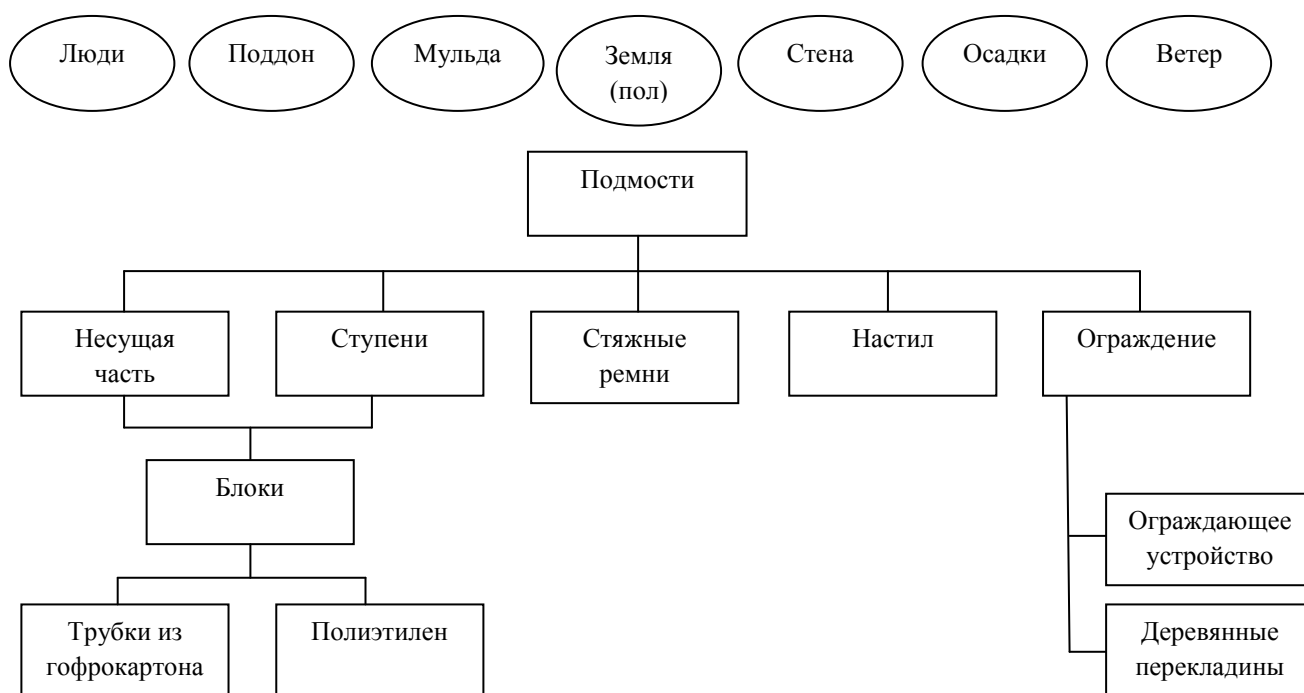 Люди
Поддон
Мульда
Земля
(пол)
Стена
Осадки
Ветер
Подмости
Несущая
часть
Ступени
Стяжные
ремни
Настил
Ограждение
Блоки
Ограждающее
устройство
Трубки из
гофрокартона
Полиэтилен
Деревянные
перекладины